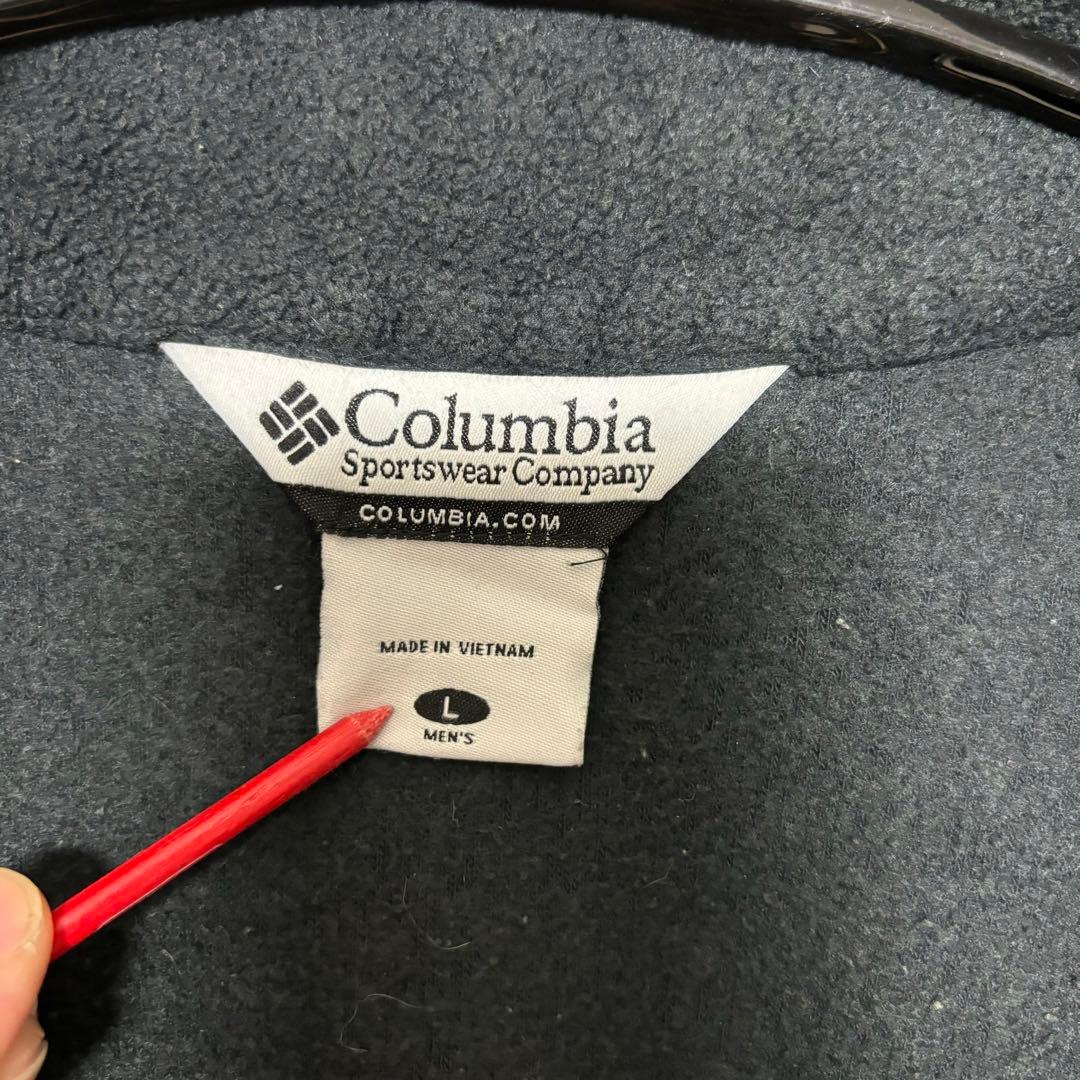 Columbia
Sportswear Company
COLUMBIA.COM
MADE IN VIETNAM
L
MEN'S